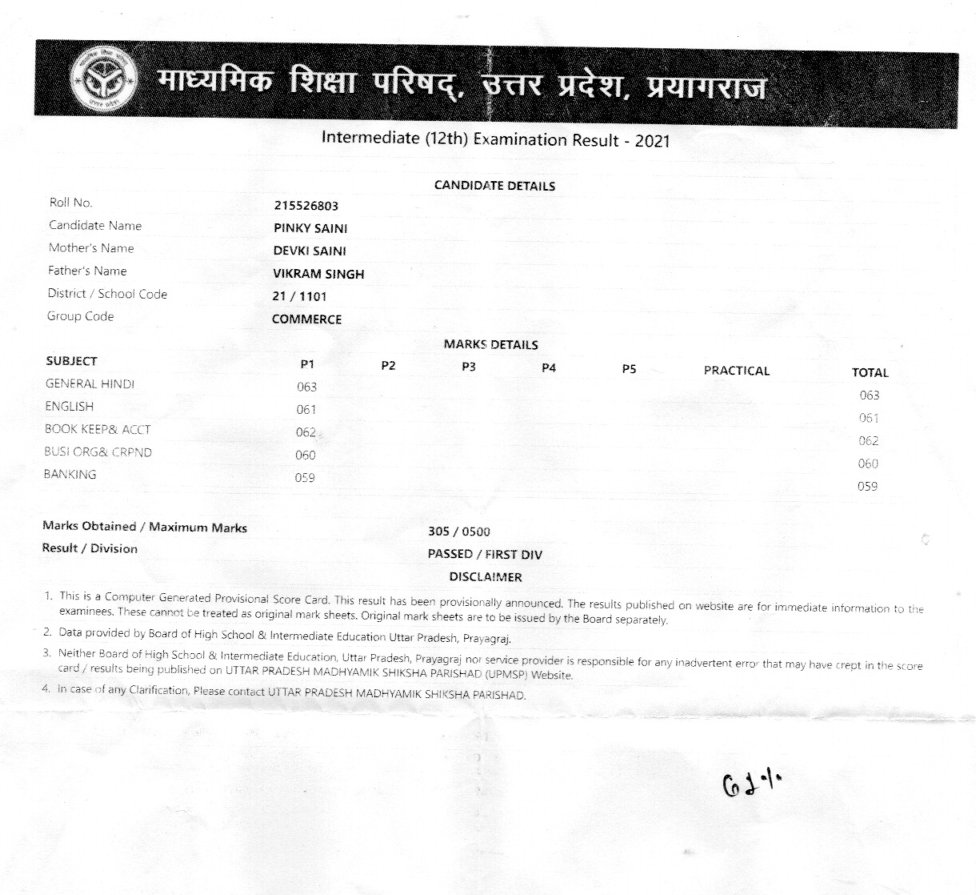 माध्यमिक शिक्षा परिषद्, उत्तर प्रदेश, प्रयागराज
Intermediate (12th) Examination Result - 2021
CANDIDATE DETAILS
Roll No. 215526803
Candidate Name PINKY SAINI
Mother's Name DEVKI SAINI
Father's Name VIKRAM SINGH
District / School Code 21 / 1101
Group Code COMMERCE
MARKS DETAILS
SUBJECT P1 P2 P3 P4 P5 PRACTICAL TOTAL
GENERAL HINDI 063 063
ENGLISH 061 061
BOOK KEEP& ACCT 062 062
BUSI ORG& CRPND 060 060
BANKING 059 059
Marks Obtained / Maximum Marks 305 / 0500
Result / Division PASSED / FIRST DIV
DISCLAIMER
1. This is a Computer Generated Provisional Score Card. This result has been provisionally announced. The results published on website are for immediate information to the
examinees. These cannot be treated as original mark sheets. Original mark sheets are to be issued by the Board separately.
2. Data provided by Board of High School & Intermediate Education Uttar Pradesh, Prayagraj.
3. Neither Board of High School & Intermediate Education, Uttar Pradesh, Prayagraj nor service provider is responsible for any inadvertent error that may have crept in the score
card / results being published on UTTAR PRADESH MADHYAMIK SHIKSHA PARISHAD (UPMSP) Website.
4. In case of any Clarification, Please contact UTTAR PRADESH MADHYAMIK SHIKSHA PARISHAD.
61%